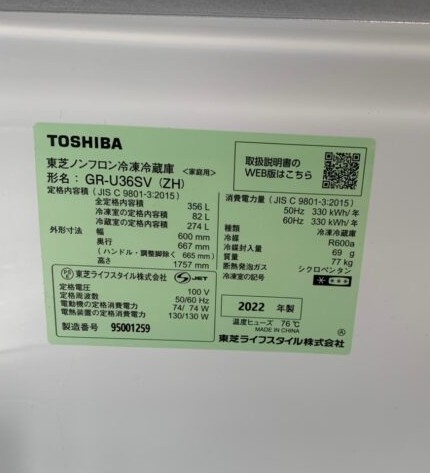 TOSHIBA
東芝ノンフロン冷凍冷蔵庫 <家庭用>
形名: GR-U36SV (ZH)
定格内容積 (JIS C 9801-3:2015)
全定格内容積 356 L
冷凍室の定格内容積 82 L
冷蔵室の定格内容積 274 L
外形寸法 幅 600 mm
奥行 667 mm
(ハンドル・調整脚除く 665 mm)
高さ 1757 mm
東芝ライフスタイル株式会社 JET
定格電圧 100 V
定格周波数 50/60 Hz
電動機の定格消費電力 74/ 74 W
電熱装置の定格消費電力 130/130 W
製造番号 95001259
取扱説明書の
WEB版はこちら
消費電力量 (JIS C 9801-3:2015)
50Hz 330 kWh/年
60Hz 330 kWh/年
種類 冷凍冷蔵庫
冷媒 R600a
冷媒封入量 69 g
質量 77 kg
断熱発泡ガス シクロペンタン
冷凍室の記号
2022 年製
温度ヒューズ 76℃
MADE IN CHINA
東芝ライフスタイル株式会社